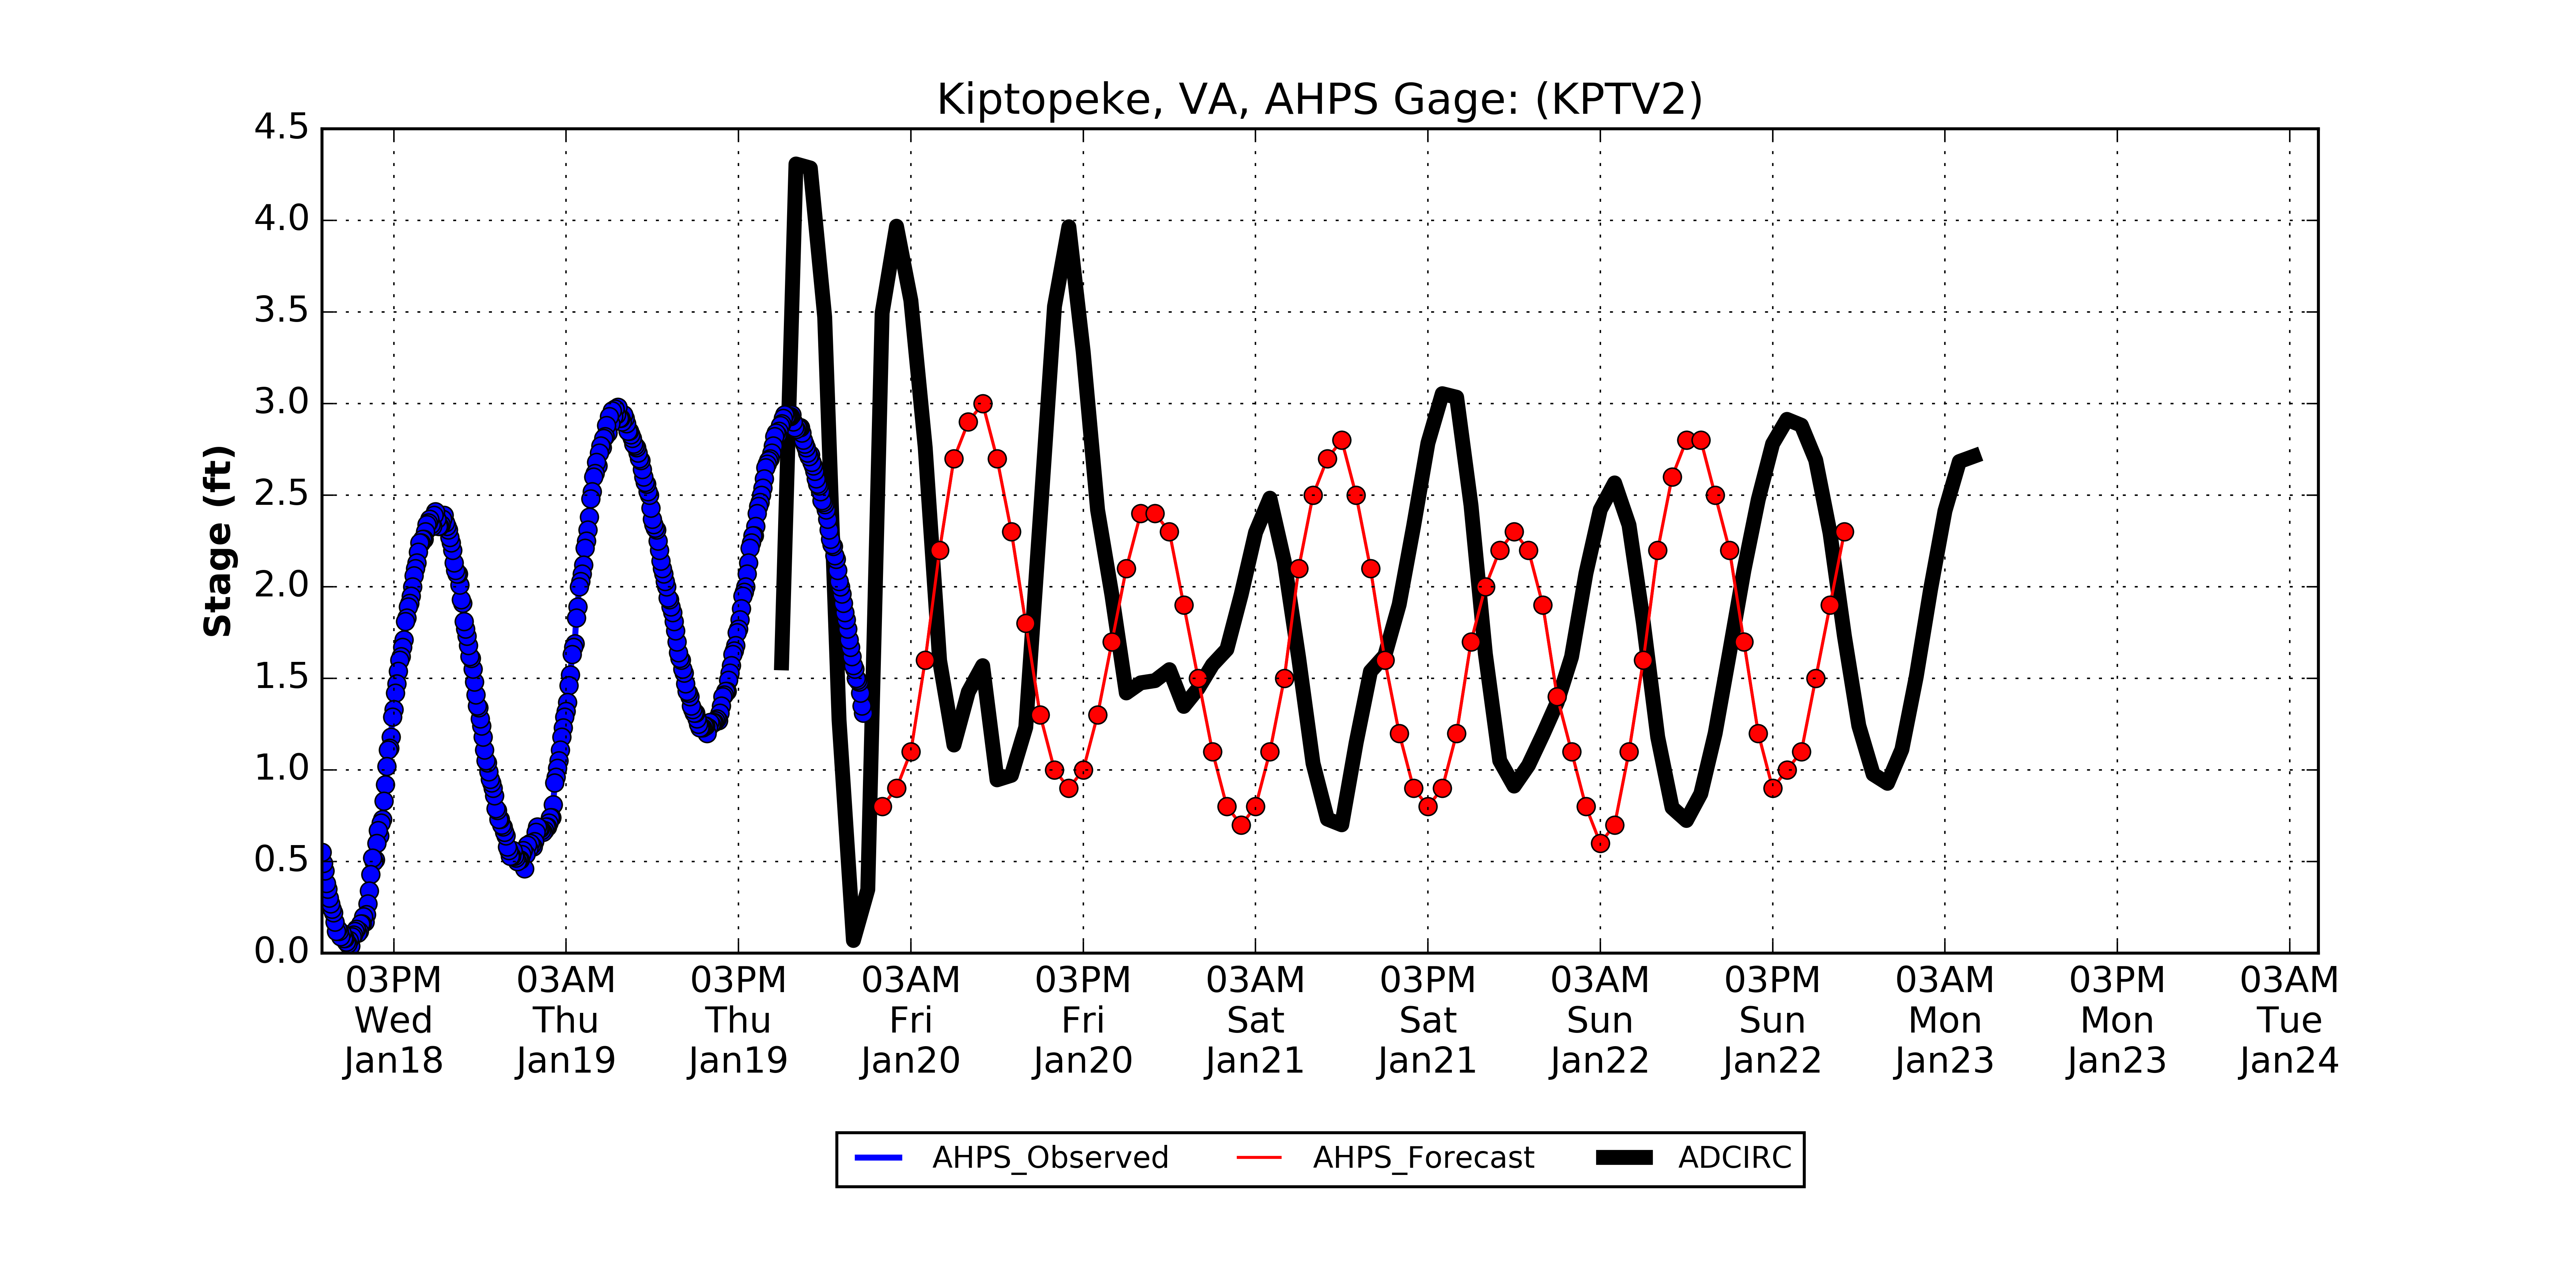 Kiptopeke, VA, AHPS Gage: (KPTV2)
Stage (ft)
4.5
4.0
3.5
3.0
2.5
2.0
1.5
1.0
0.5
0.0
03PM 03AM 03PM 03AM 03PM 03AM 03PM 03AM 03PM 03AM 03PM 03AM
Wed Thu Thu Fri Fri Sat Sat Sun Sun Mon Mon Tue
Jan18 Jan19 Jan19 Jan20 Jan20 Jan21 Jan21 Jan22 Jan22 Jan23 Jan23 Jan24
AHPS_Observed AHPS_Forecast ADCIRC